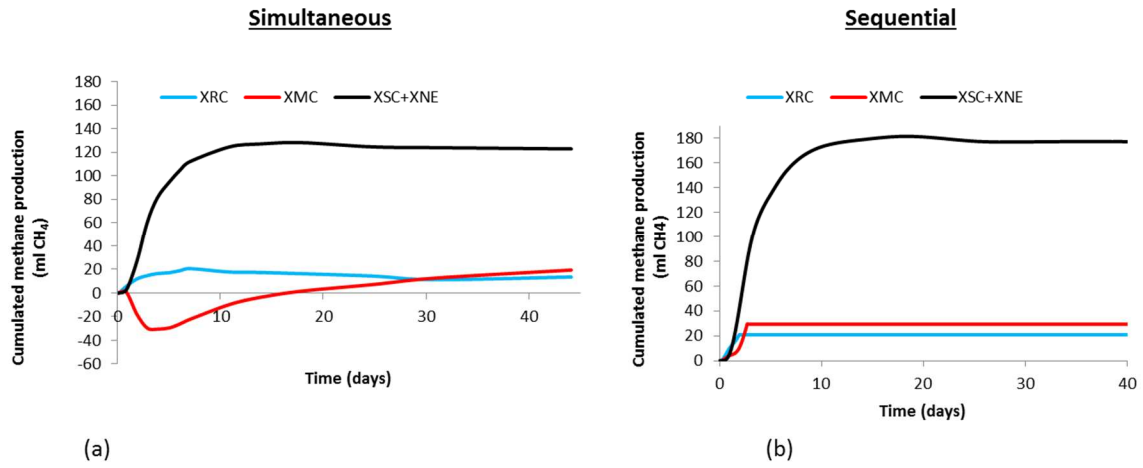 Simultaneous
XRC XMC XSC+XNE
Cumulated methane production
(ml CH₄)
180
160
140
120
100
80
60
40
20
0
-20
-40
-60
0 10 20 30 40
Time (days)
(a)
Sequential
XRC XMC XSC+XNE
Cumulated methane production
(ml CH4)
180
160
140
120
100
80
60
40
20
0
0 10 20 30 40
Time (days)
(b)